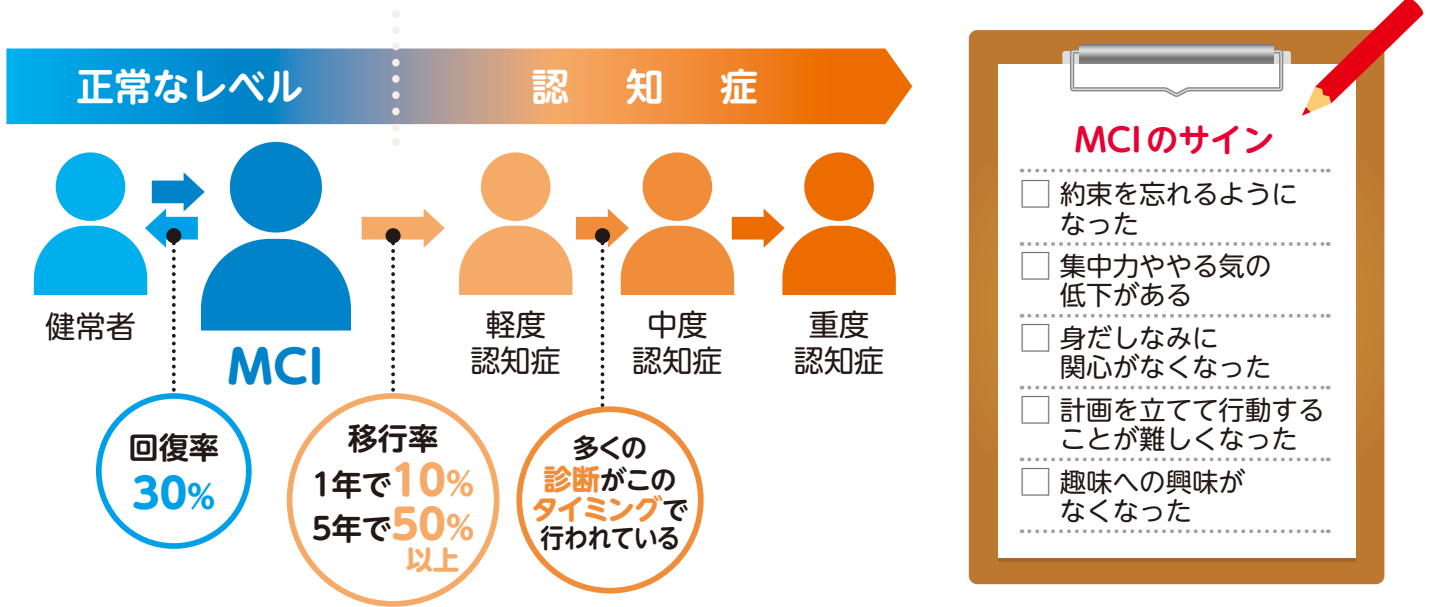 正常なレベル
認知症
健常者
MCI
軽度
認知症
中度
認知症
重度
認知症
回復率
30%
移行率
1年で10%
5年で50%
以上
多くの
診断がこの
タイミングで
行われている
MCIのサイン
約束を忘れるように
なった
集中力ややる気の
低下がある
身だしなみに
関心がなくなった
計画を立てて行動する
ことが難しくなった
趣味への興味が
なくなった